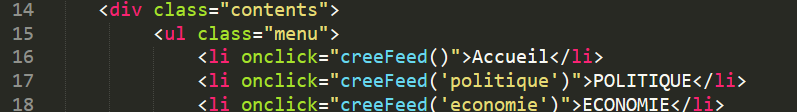 14 <div class="contents">
15 <ul class="menu">
16 <li onclick="creeFeed()">Accueil</li>
17 <li onclick="creeFeed('politique')">POLITIQUE</li>
18 <li onclick="creeFeed('economie')">ECONOMIE</li>